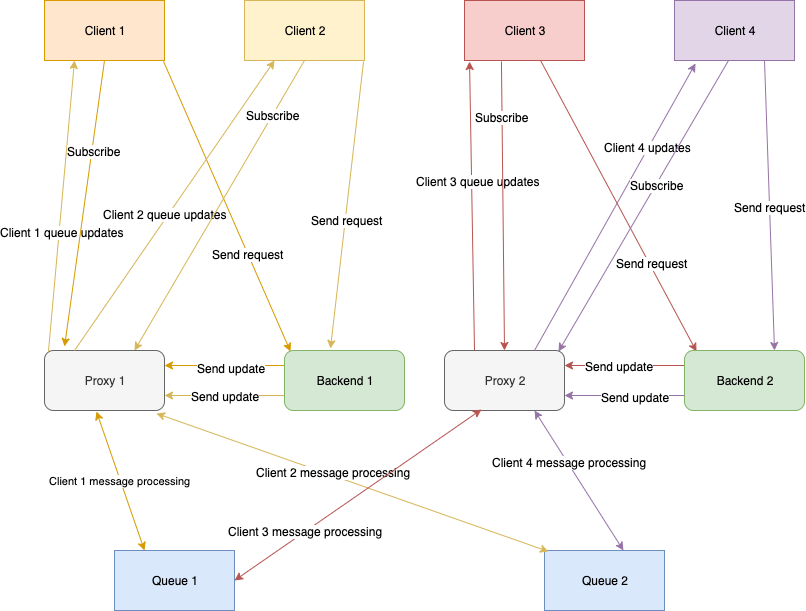 Client 1
Client 2
Client 3
Client 4
Subscribe
Subscribe
Subscribe
Client 4 updates
Client 3 queue updates
Subscribe
Client 2 queue updates
Send request
Send request
Client 1 queue updates
Send request
Send request
Proxy 1
Send update
Send update
Backend 1
Proxy 2
Send update
Send update
Backend 2
Client 1 message processing
Client 2 message processing
Client 4 message processing
Client 3 message processing
Queue 1
Queue 2